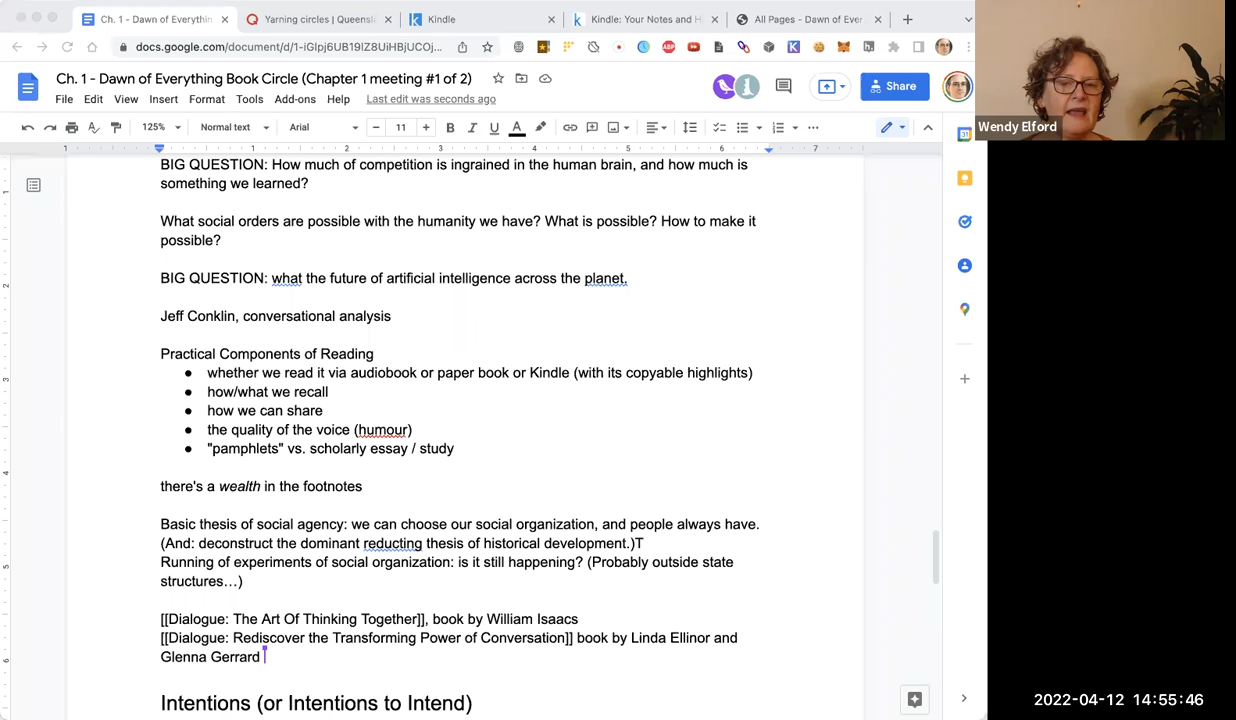 Ch. 1 - Dawn of Everythin
Yarning circles | Queensla
Kindle
Kindle: Your Notes and H
All Pages - Dawn of Ever
docs.google.com/document/d/1-iGlpj6UB19IZ8UiHBjUCOj...
ABP
Ch. 1 - Dawn of Everything Book Circle (Chapter 1 meeting #1 of 2)
File Edit View Insert Format Tools Add-ons Help Last edit was seconds ago
Share
Wendy Elford
125% Normal text Arial 11 B I U A
1 1 2 3 4 5 6 7
BIG QUESTION: How much of competition is ingrained in the human brain, and how much is
something we learned?
What social orders are possible with the humanity we have? What is possible? How to make it
possible?
BIG QUESTION: what the future of artificial intelligence across the planet,
Jeff Conklin, conversational analysis
Practical Components of Reading
● whether we read it via audiobook or paper book or Kindle (with its copyable highlights)
● how/what we recall
● how we can share
● the quality of the voice (humour)
● "pamphlets" vs. scholarly essay / study
there's a wealth in the footnotes
Basic thesis of social agency: we can choose our social organization, and people always have.
(And: deconstruct the dominant reducting thesis of historical development.)T
Running of experiments of social organization: is it still happening? (Probably outside state
structures…)
[[Dialogue: The Art Of Thinking Together]], book by William Isaacs
[[Dialogue: Rediscover the Transforming Power of Conversation]] book by Linda Ellinor and
Glenna Gerrard
Intentions (or Intentions to Intend)
2022-04-12 14:55:46